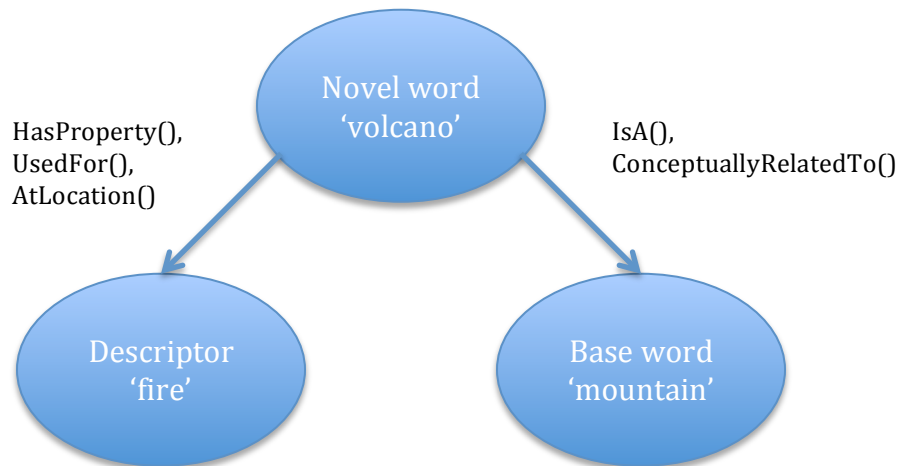 Novel word
‘volcano’
HasProperty(),
UsedFor(),
AtLocation()
IsA(),
ConceptuallyRelatedTo()
Descriptor
‘fire’
Base word
‘mountain’